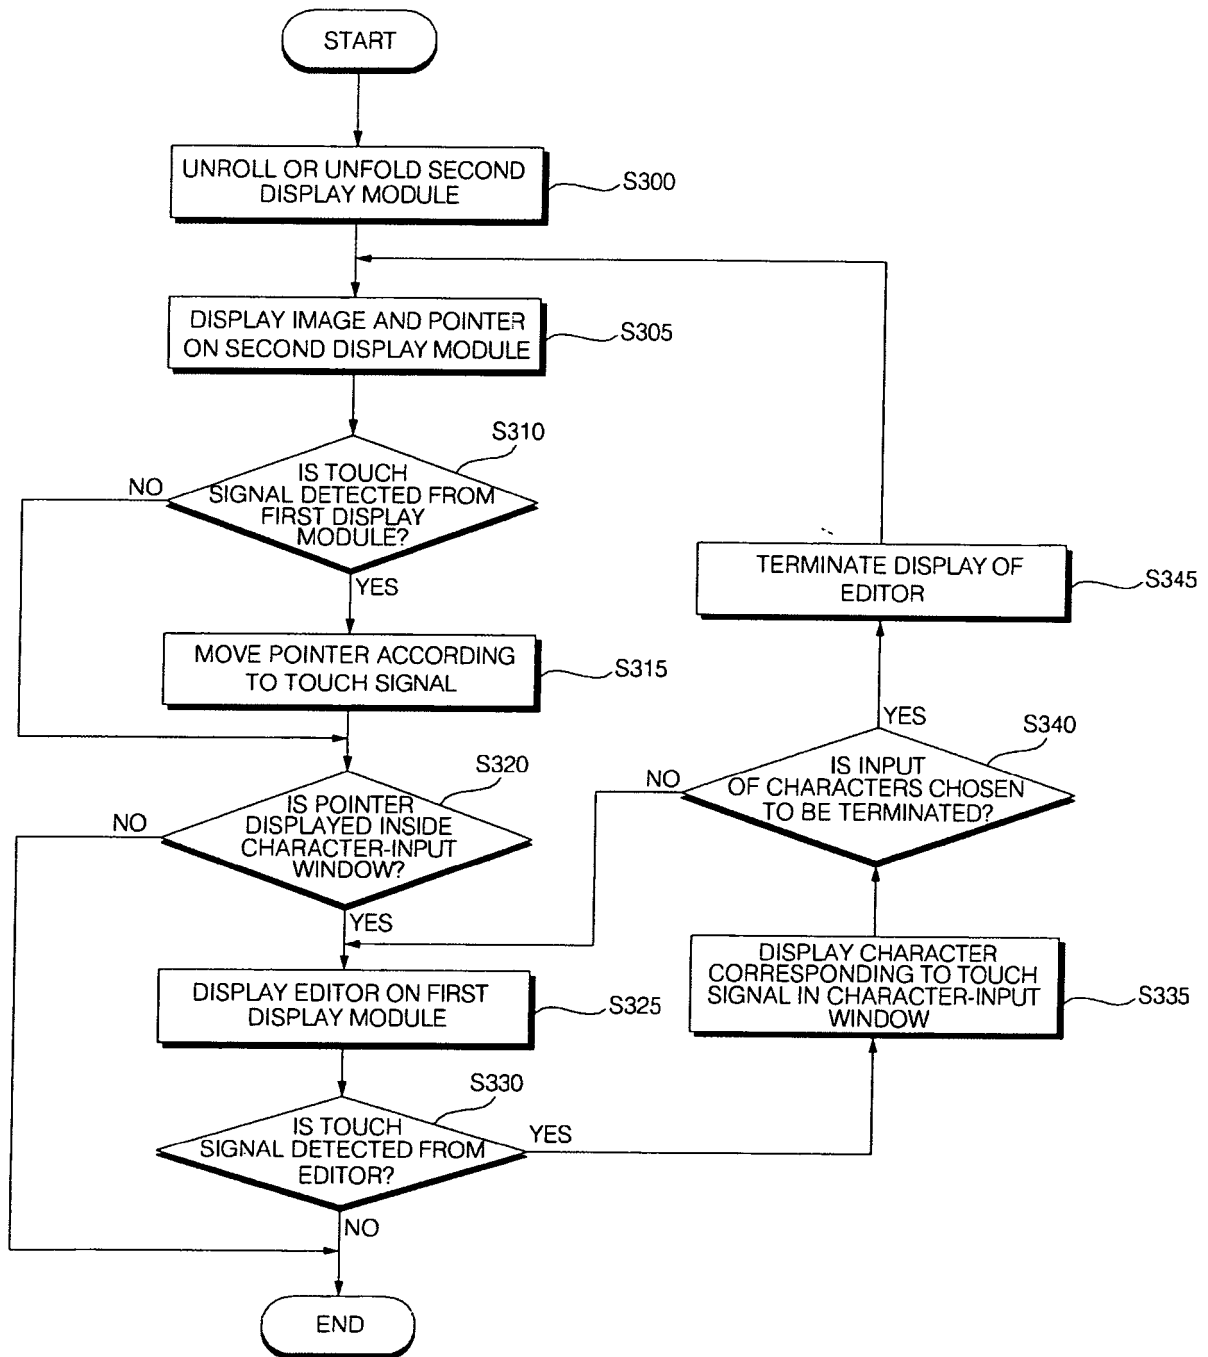 START
UNROLL OR UNFOLD SECOND
DISPLAY MODULE
S300
DISPLAY IMAGE AND POINTER
ON SECOND DISPLAY MODULE
S305
S310
IS TOUCH
SIGNAL DETECTED FROM
FIRST DISPLAY
MODULE?
NO
YES
MOVE POINTER ACCORDING
TO TOUCH SIGNAL
S315
S320
IS POINTER
DISPLAYED INSIDE
CHARACTER-INPUT
WINDOW?
NO
YES
DISPLAY EDITOR ON FIRST
DISPLAY MODULE
S325
S330
IS TOUCH
SIGNAL DETECTED FROM
EDITOR?
YES
NO
END
DISPLAY CHARACTER
CORRESPONDING TO TOUCH
SIGNAL IN CHARACTER-INPUT
WINDOW
S335
S340
IS INPUT
OF CHARACTERS CHOSEN
TO BE TERMINATED?
NO
YES
TERMINATE DISPLAY OF
EDITOR
S345